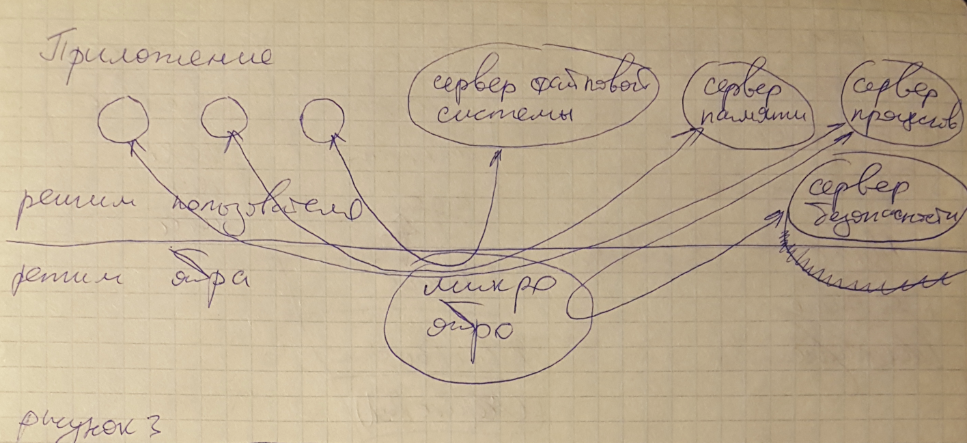 Приложение
сервер файловой
системы
сервер
памяти
сервер
процессов
режим пользователя
сервер
безопасности
режим ядра
микро
ядро
рисунок 3